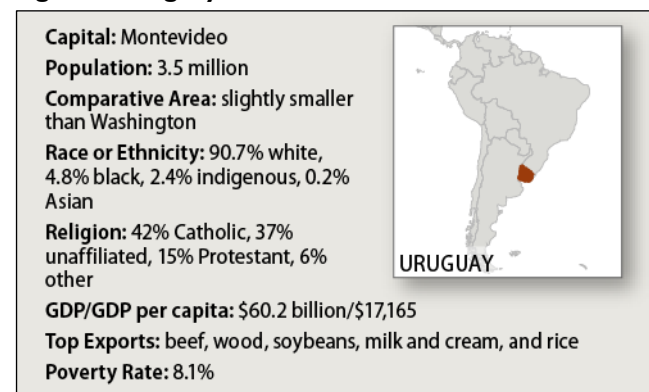 Capital: Montevideo
Population: 3.5 million
Comparative Area: slightly smaller
than Washington
Race or Ethnicity: 90.7% white,
4.8% black, 2.4% indigenous, 0.2%
Asian
Religion: 42% Catholic, 37%
unaffiliated, 15% Protestant, 6%
other
URUGUAY
GDP/GDP per capita: $60.2 billion/$17,165
Top Exports: beef, wood, soybeans, milk and cream, and rice
Poverty Rate: 8.1%